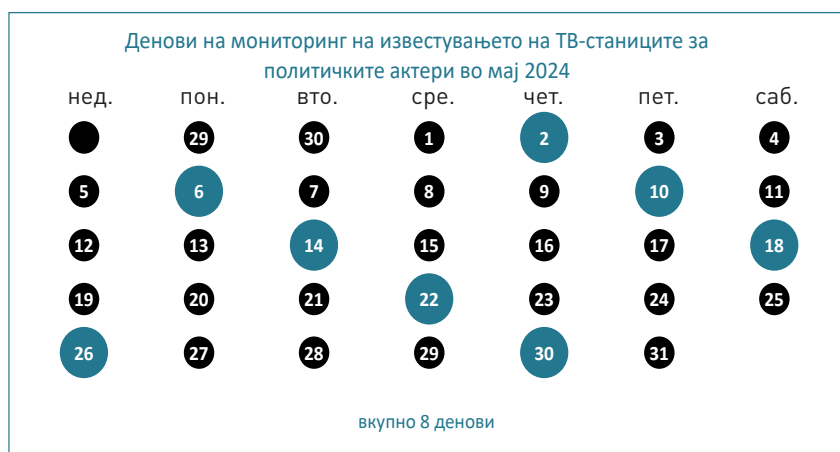 Денови на мониторинг на известувањето на ТВ-станиците за
политичките актери во мај 2024
нед. пон. вто. сре. чет. пет. саб.
29 30 1 2 3 4
5 6 7 8 9 10 11
12 13 14 15 16 17 18
19 20 21 22 23 24 25
26 27 28 29 30 31
вкупно 8 денови